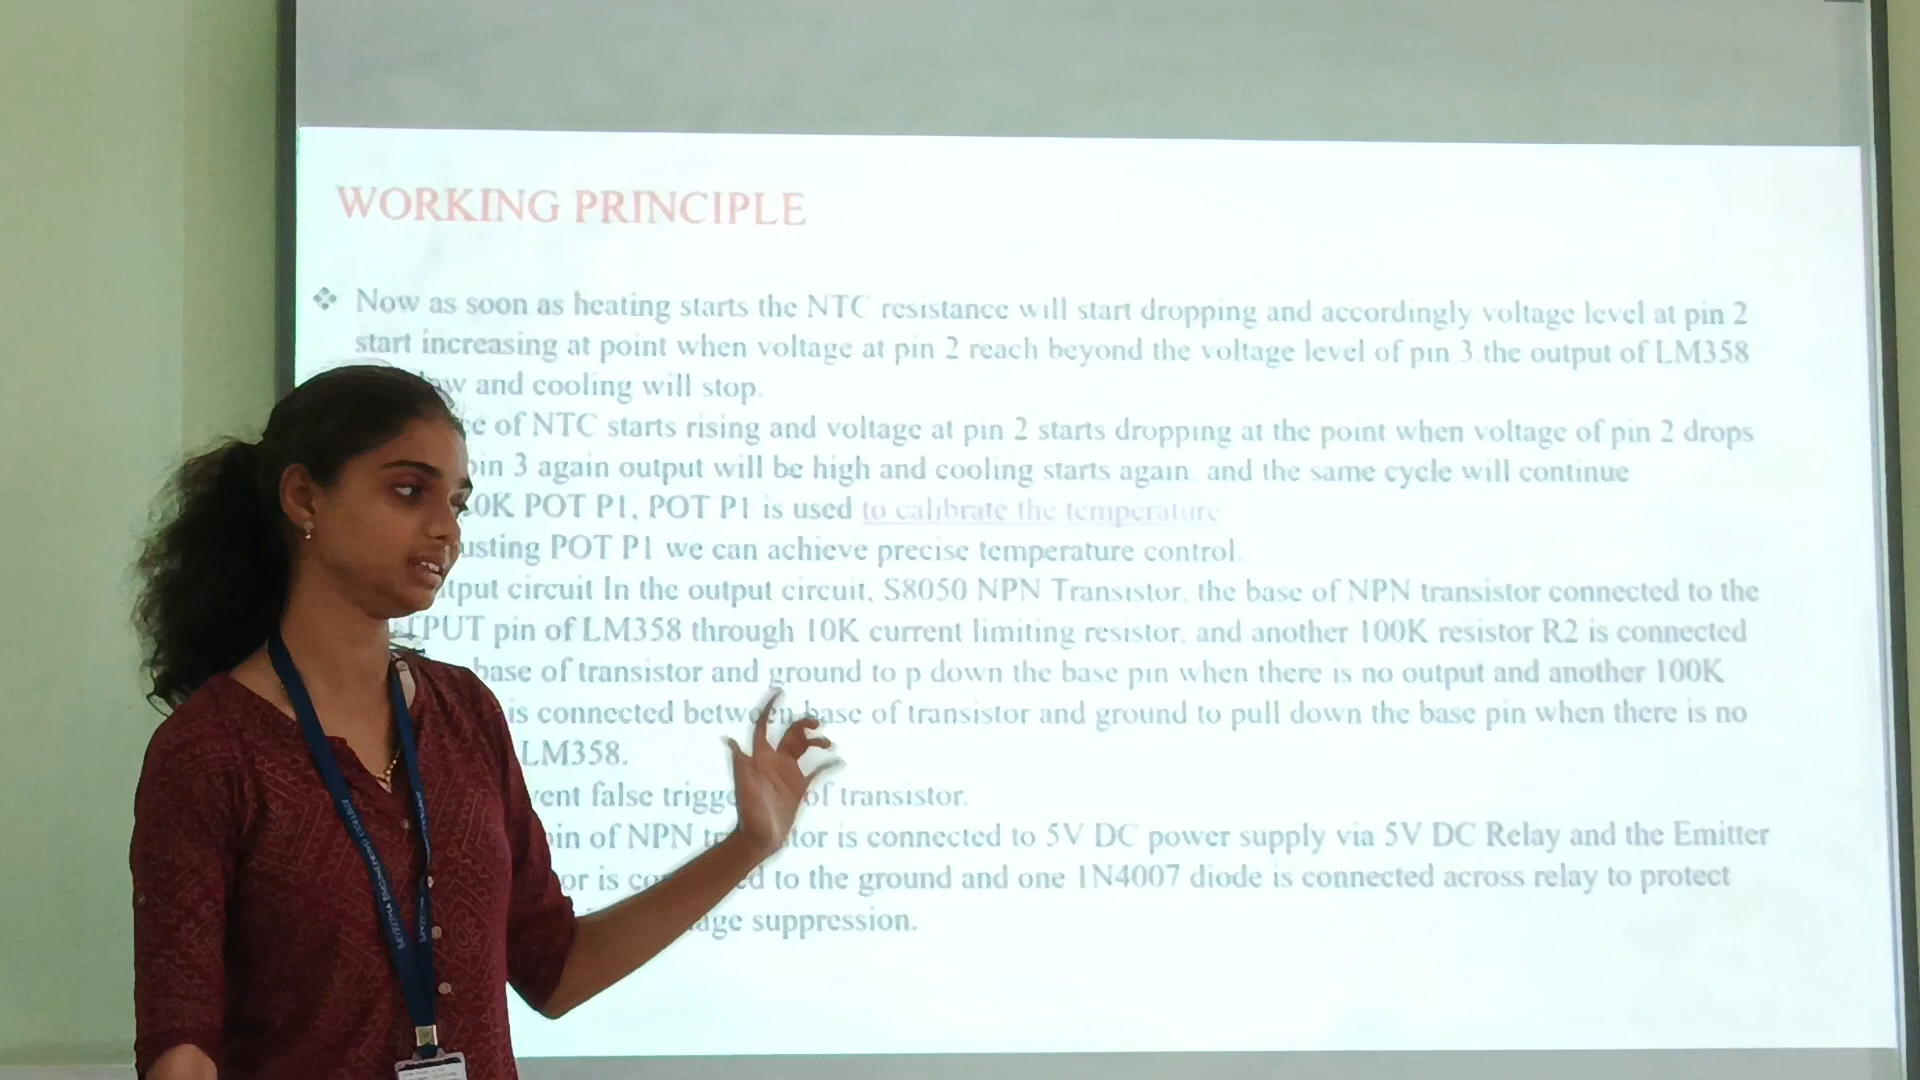 WORKING PRINCIPLE
❖ Now as soon as heating starts the NTC resistance will start dropping and accordingly voltage level at pin 2
start increasing at point when voltage at pin 2 reach beyond the voltage level of pin 3.the output of LM358
and cooling will stop.
of NTC starts rising and voltage at pin 2 starts dropping at the point when voltage of pin 2 drops
3 again output will be high and cooling starts again. and the same cycle will continue
POT P1, POT P1 is used to calibrate the temperature
POT P1 we can achieve precise temperature control.
circuit In the output circuit, S8050 NPN Transistor, the base of NPN transistor connected to the
pin of LM358 through 10K current limiting resistor, and another 100K resistor R2 is connected
base of transistor and ground to p down the base pin when there is no output and another 100K
is connected between base of transistor and ground to pull down the base pin when there is no
LM358.
false of transistor.
of NPN is connected to 5V DC power supply via 5V DC Relay and the Emitter
is to the ground and one 1N4007 diode is connected across relay to protect
suppression.